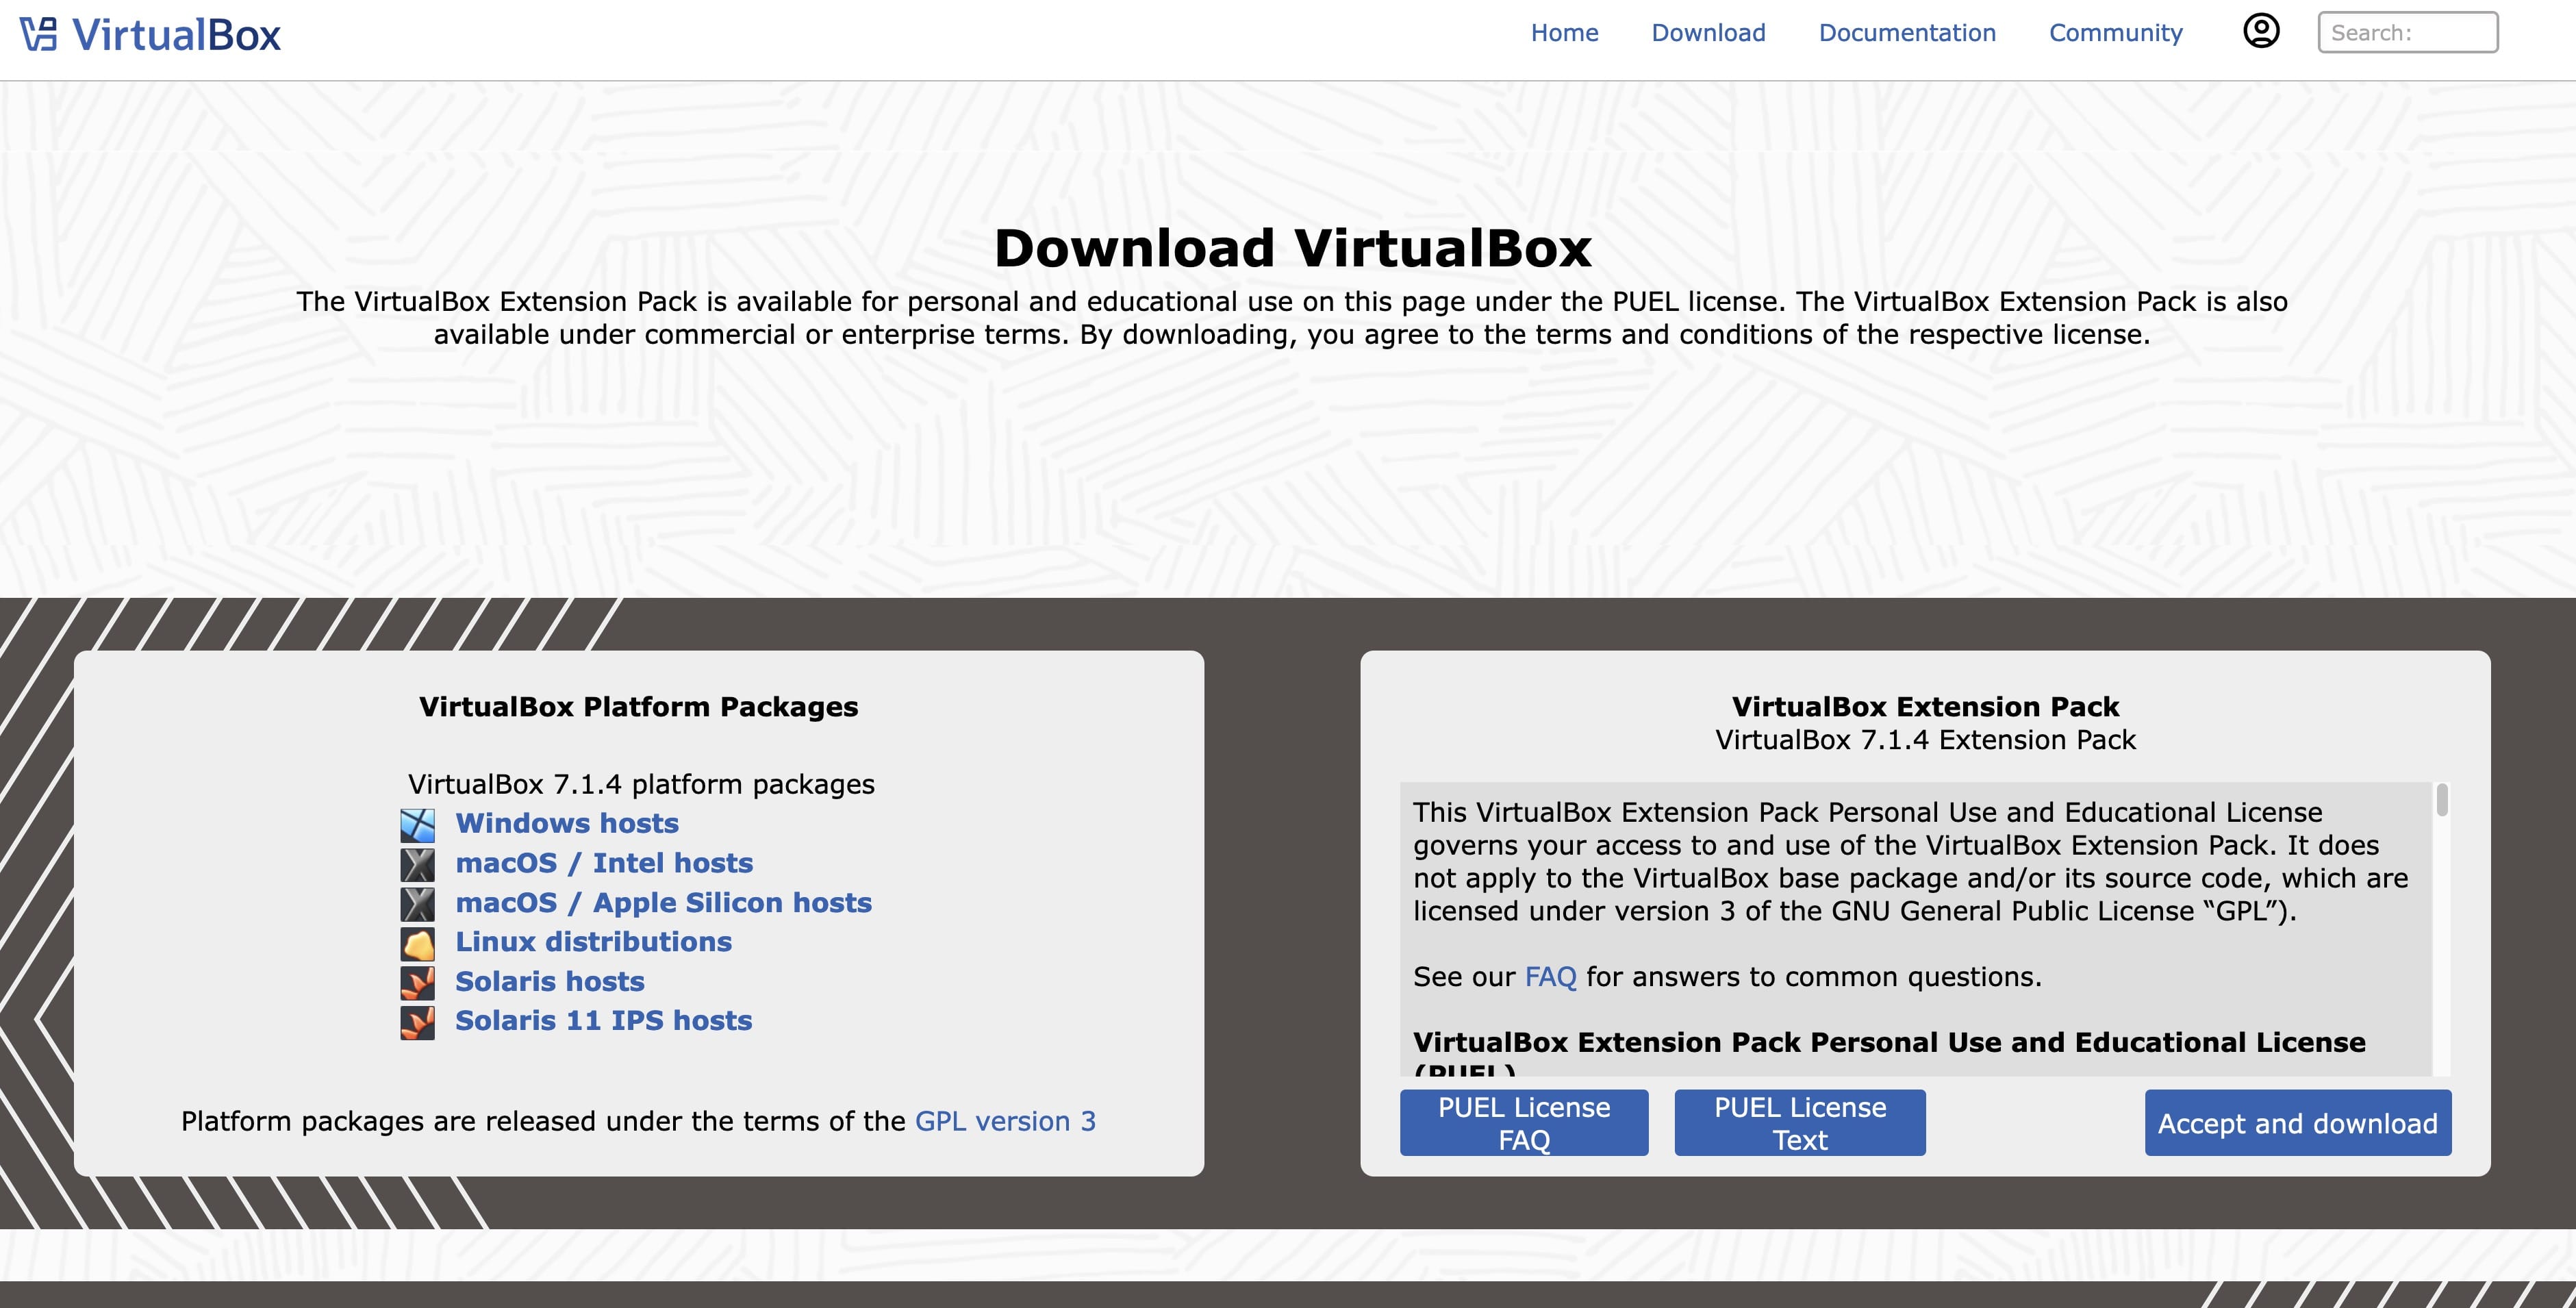 VirtualBox
Home
Download
Documentation
Community
Search:
Download VirtualBox
The VirtualBox Extension Pack is available for personal and educational use on this page under the PUEL license. The VirtualBox Extension Pack is also
available under commercial or enterprise terms. By downloading, you agree to the terms and conditions of the respective license.
VirtualBox Platform Packages
VirtualBox 7.1.4 platform packages
Windows hosts
macOS / Intel hosts
macOS / Apple Silicon hosts
Linux distributions
Solaris hosts
Solaris 11 IPS hosts
Platform packages are released under the terms of the GPL version 3
VirtualBox Extension Pack
VirtualBox 7.1.4 Extension Pack
This VirtualBox Extension Pack Personal Use and Educational License
governs your access to and use of the VirtualBox Extension Pack. It does
not apply to the VirtualBox base package and/or its source code, which are
licensed under version 3 of the GNU General Public License “GPL”).
See our FAQ for answers to common questions.
VirtualBox Extension Pack Personal Use and Educational License
(PUEL)
PUEL License
FAQ
PUEL License
Text
Accept and download